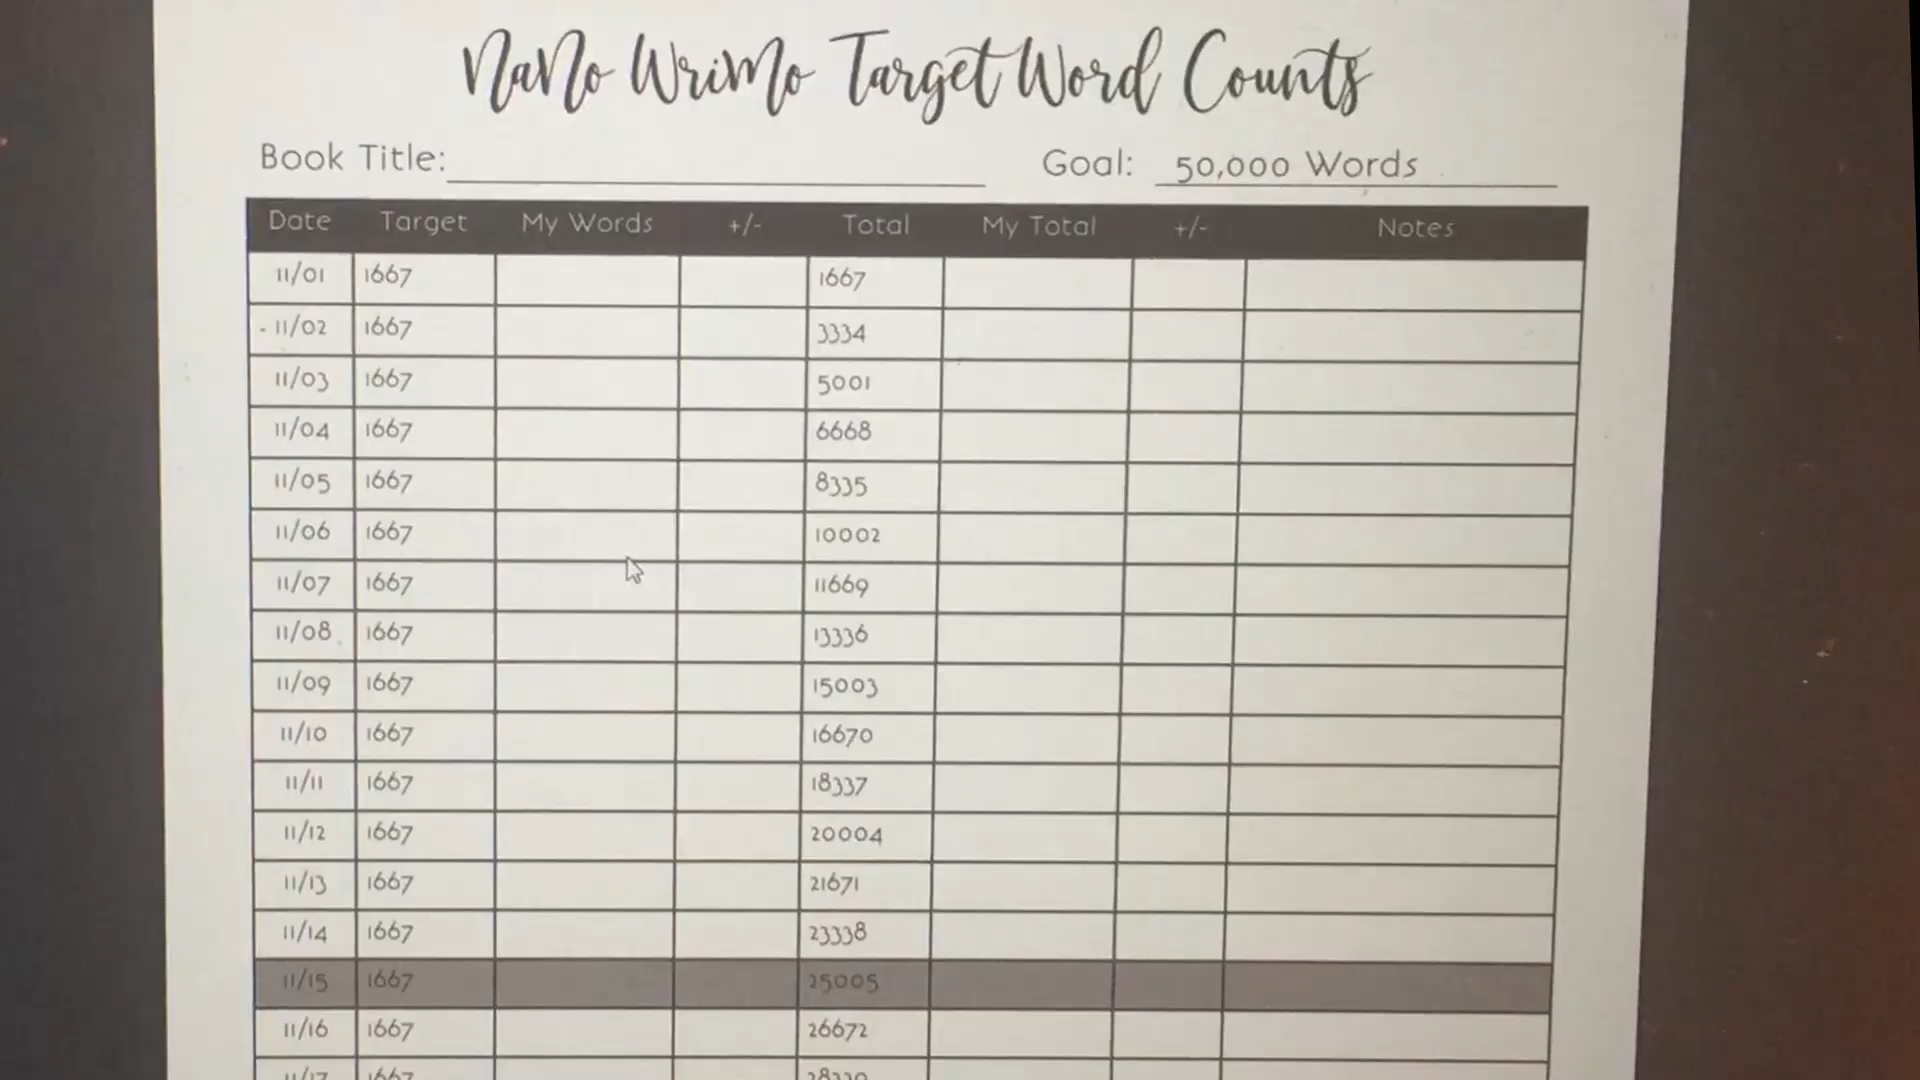 NaNo WriMo Target Word Counts
Book Title: Goal: 50,000 Words
Date Target My Words +/- Total My Total +/- Notes
11/01 1667 1667
11/02 1667 3334
11/03 1667 5001
11/04 1667 6668
11/05 1667 8335
11/06 1667 10002
11/07 1667 11669
11/08 1667 13336
11/09 1667 15003
11/10 1667 16670
11/11 1667 18337
11/12 1667 20004
11/13 1667 21671
11/14 1667 23338
11/15 1667 25005
11/16 1667 26672
11/17 1667